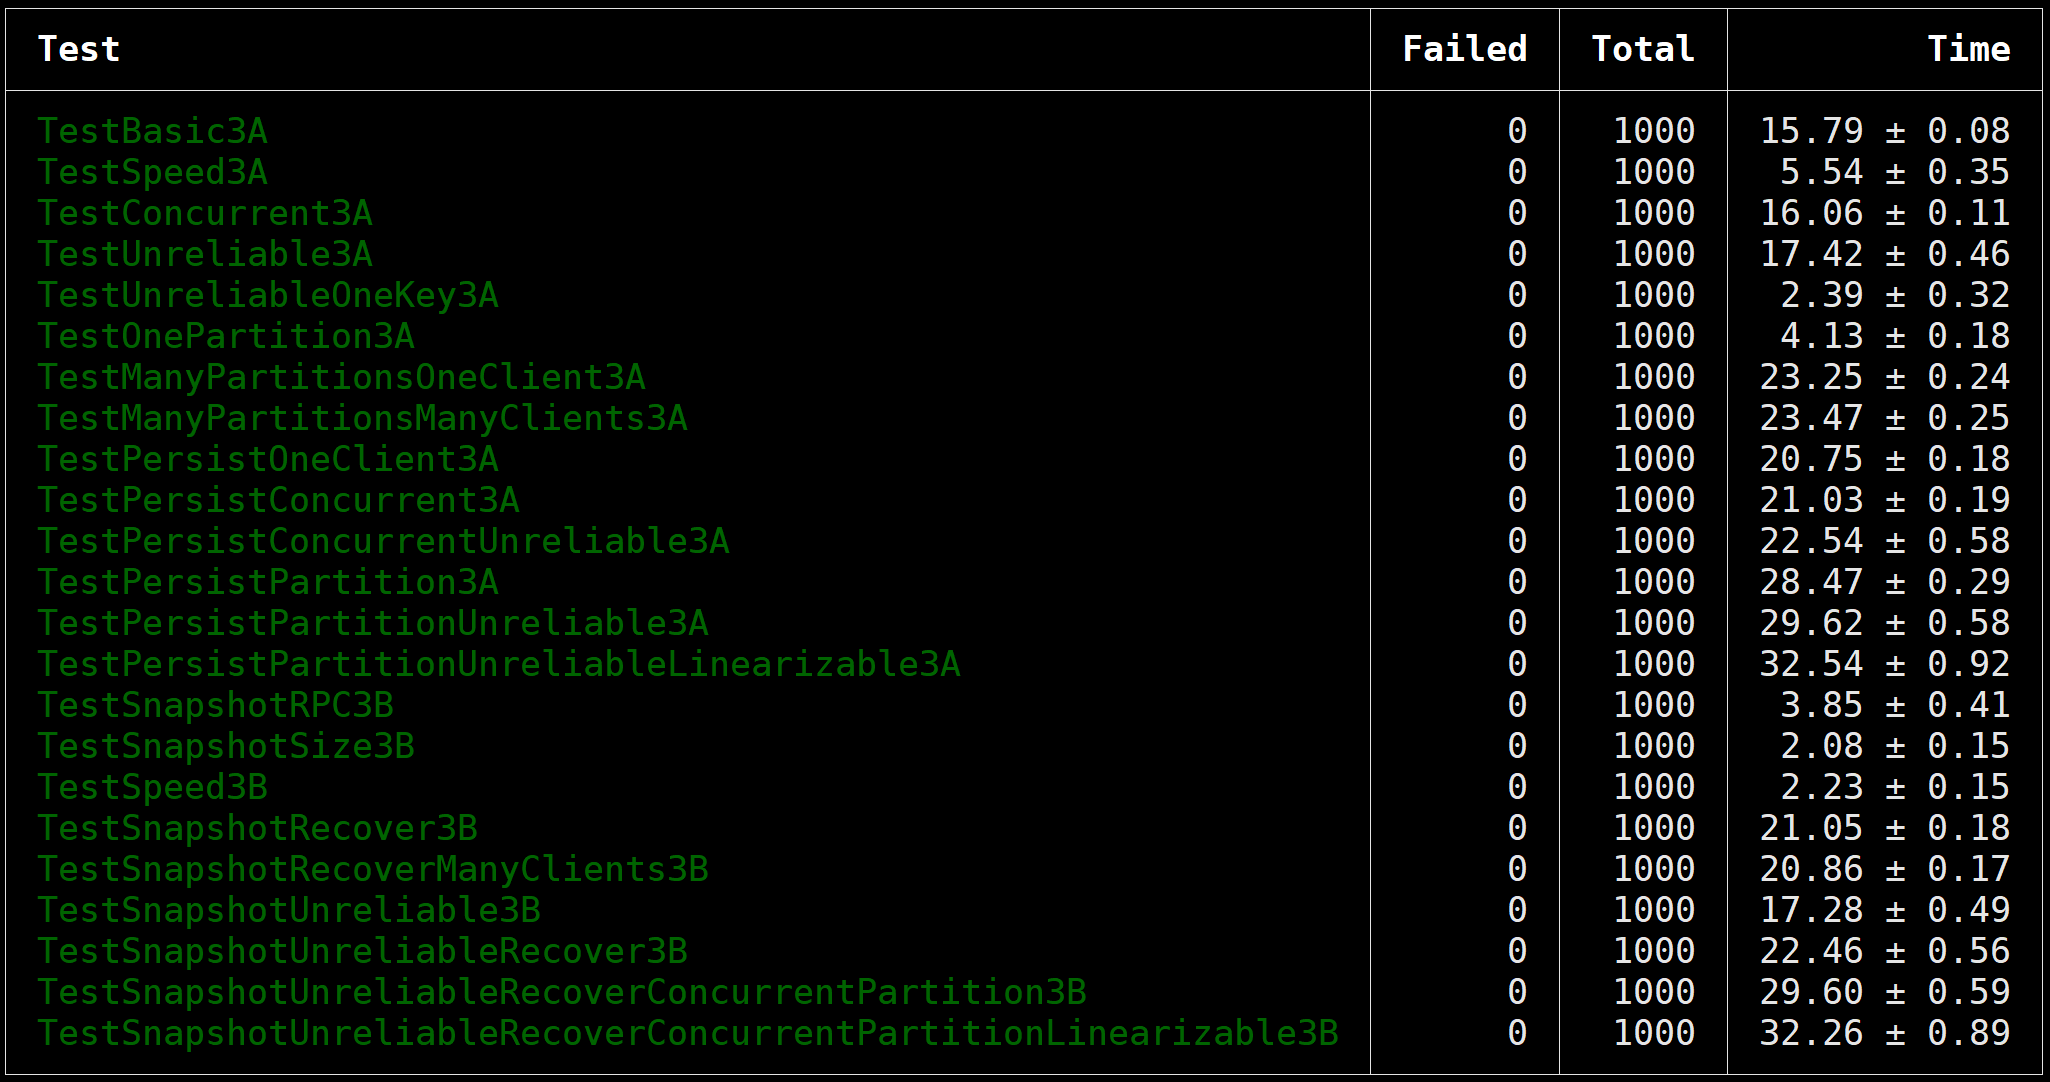 Test Failed Total Time
TestBasic3A 0 1000 15.79 ± 0.08
TestSpeed3A 0 1000 5.54 ± 0.35
TestConcurrent3A 0 1000 16.06 ± 0.11
TestUnreliable3A 0 1000 17.42 ± 0.46
TestUnreliableOneKey3A 0 1000 2.39 ± 0.32
TestOnePartition3A 0 1000 4.13 ± 0.18
TestManyPartitionsOneClient3A 0 1000 23.25 ± 0.24
TestManyPartitionsManyClients3A 0 1000 23.47 ± 0.25
TestPersistOneClient3A 0 1000 20.75 ± 0.18
TestPersistConcurrent3A 0 1000 21.03 ± 0.19
TestPersistConcurrentUnreliable3A 0 1000 22.54 ± 0.58
TestPersistPartition3A 0 1000 28.47 ± 0.29
TestPersistPartitionUnreliable3A 0 1000 29.62 ± 0.58
TestPersistPartitionUnreliableLinearizable3A 0 1000 32.54 ± 0.92
TestSnapshotRPC3B 0 1000 3.85 ± 0.41
TestSnapshotSize3B 0 1000 2.08 ± 0.15
TestSpeed3B 0 1000 2.23 ± 0.15
TestSnapshotRecover3B 0 1000 21.05 ± 0.18
TestSnapshotRecoverManyClients3B 0 1000 20.86 ± 0.17
TestSnapshotUnreliable3B 0 1000 17.28 ± 0.49
TestSnapshotUnreliableRecover3B 0 1000 22.46 ± 0.56
TestSnapshotUnreliableRecoverConcurrentPartition3B 0 1000 29.60 ± 0.59
TestSnapshotUnreliableRecoverConcurrentPartitionLinearizable3B 0 1000 32.26 ± 0.89